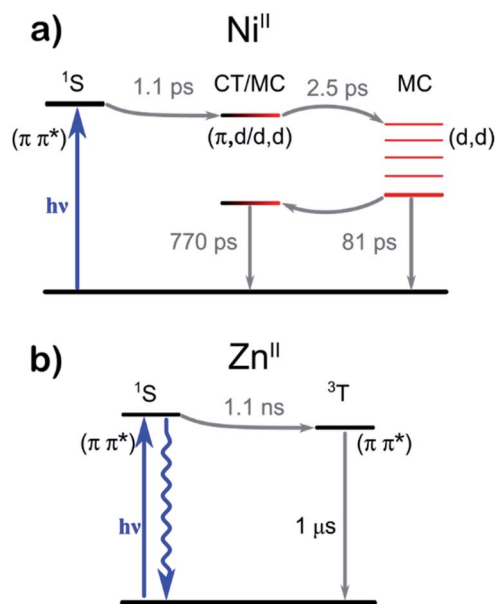 a) Ni^II
¹S 1.1 ps CT/MC 2.5 ps MC
(π π*) (π,d/d,d) (d,d)
hν 770 ps 81 ps
b) Zn^II
¹S 1.1 ns ³T
(π π*) (π π*)
hν 1 μs